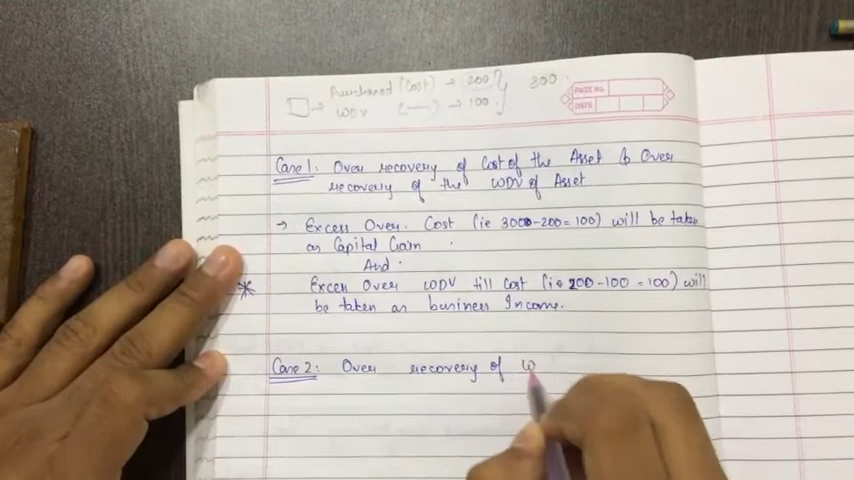 Purchased (Cost) → 200 } 300
□ → WDV (—) → 100
PAGE NO.
DATE
Case 1: Over recovery of Cost of the Asset & Over
recovery of the WDV of Asset
→ Excess Over Cost (ie 3000-200=100) will be taken
as Capital Gain
And
* Excess Over WDV till Cost (ie 200-100=100) will
be taken as business Income.
Case 2: Over recovery of W